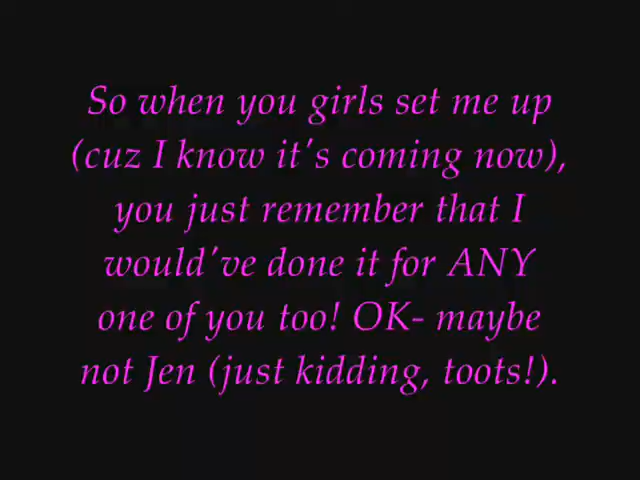 So when you girls set me up
(cuz I know it's coming now),
you just remember that I
would've done it for ANY
one of you too! OK- maybe
not Jen (just kidding, toots!).